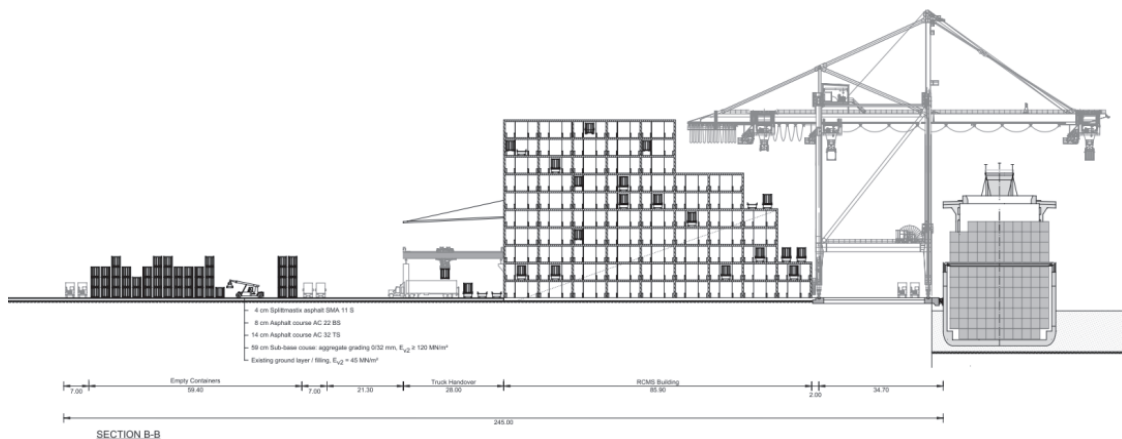 4 cm Splittmastix asphalt SMA 11 S
8 cm Asphalt course AC 22 BS
14 cm Asphalt course AC 32 TS
59 cm Sub-base couse: aggregate grading 0/32 mm, Ev2 ≥ 120 MN/m²
Existing ground layer / filling, Ev2 = 45 MN/m²
Empty Containers Truck Handover RCMS Building
7.00 59.40 7.00 21.30 28.00 85.90 2.00 34.70
245.00
SECTION B-B